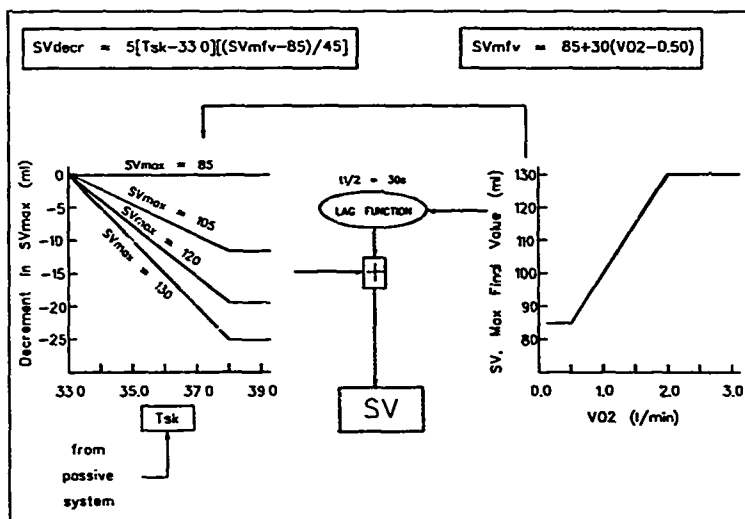 SVdecr = 5[Tsk-33 0][(SVmfv-85)/45]
SVmfv = 85+30(VO2-0.50)
Decrement in SVmax (ml)
0
-5
-10
-15
-20
-25
SVmax = 85
SVmax = 105
SVmax = 120
SVmax = 130
33 0
35 0
37 0
39 0
Tsk
from
passive
system
t1/2 = 30s
LAG FUNCTION
+
SV
SV, Max Final Value (ml)
130
120
110
100
90
80
0.0
1.0
2.0
3.0
VO2 (l/min)